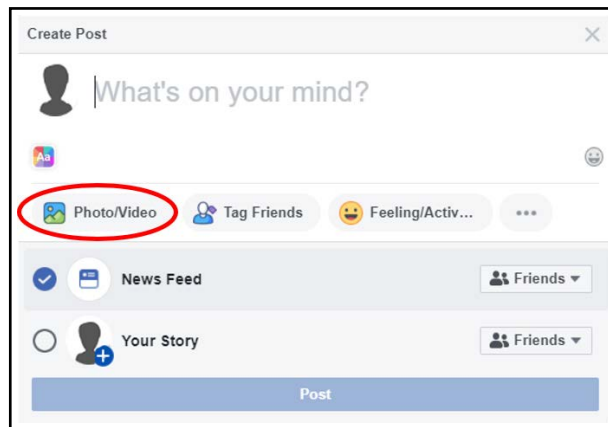 Create Post
What's on your mind?
Aa
Photo/Video Tag Friends Feeling/Activ...
News Feed Friends
Your Story Friends
Post